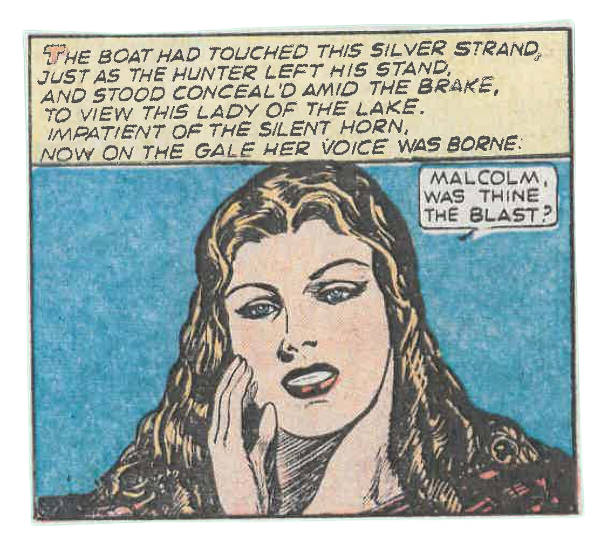 THE BOAT HAD TOUCHED THIS SILVER STRAND,
JUST AS THE HUNTER LEFT HIS STAND,
AND STOOD CONCEAL'D AMID THE BRAKE,
TO VIEW THIS LADY OF THE LAKE.
IMPATIENT OF THE SILENT HORN,
NOW ON THE GALE HER VOICE WAS BORNE:
MALCOLM,
WAS THINE
THE BLAST?